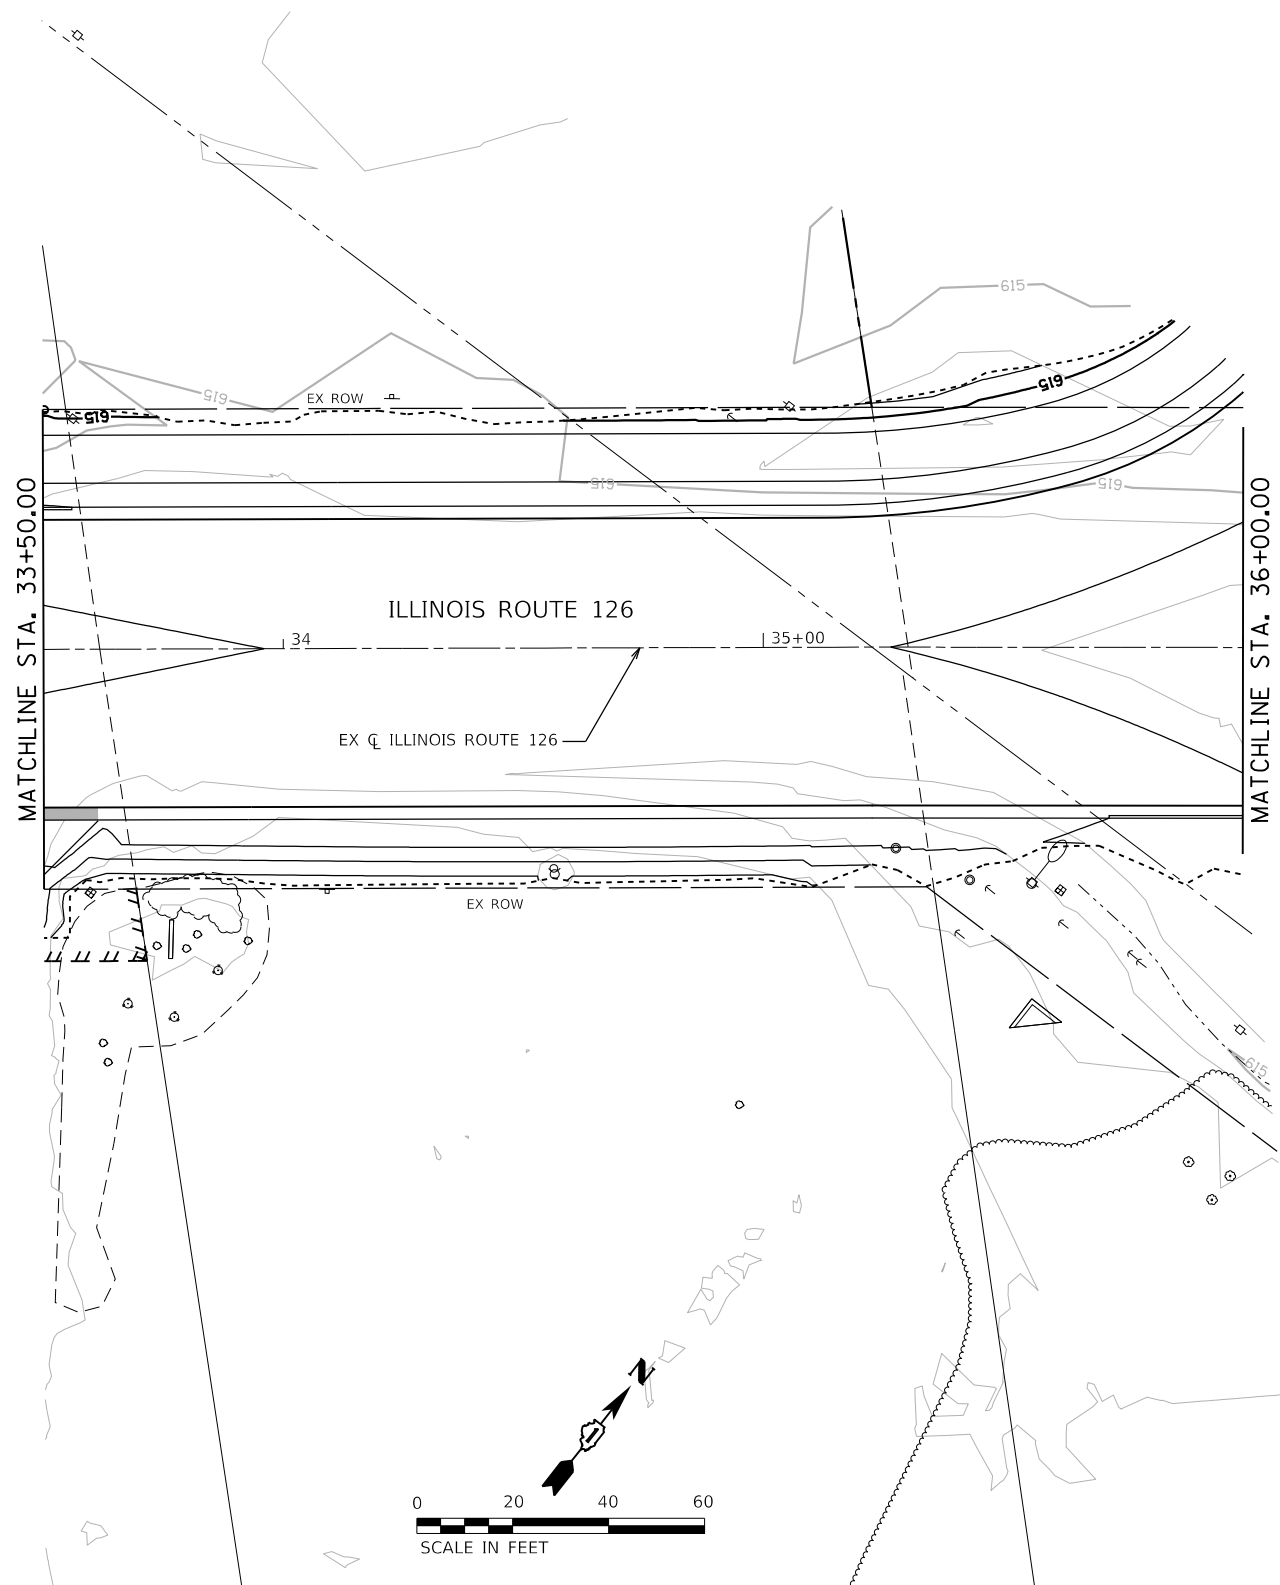 615
615
EX ROW
615
615
615
615
MATCHLINE STA. 33+50.00
MATCHLINE STA. 36+00.00
ILLINOIS ROUTE 126
34
35+00
EX ℄ ILLINOIS ROUTE 126
EX ROW
615
N
0 20 40 60
SCALE IN FEET